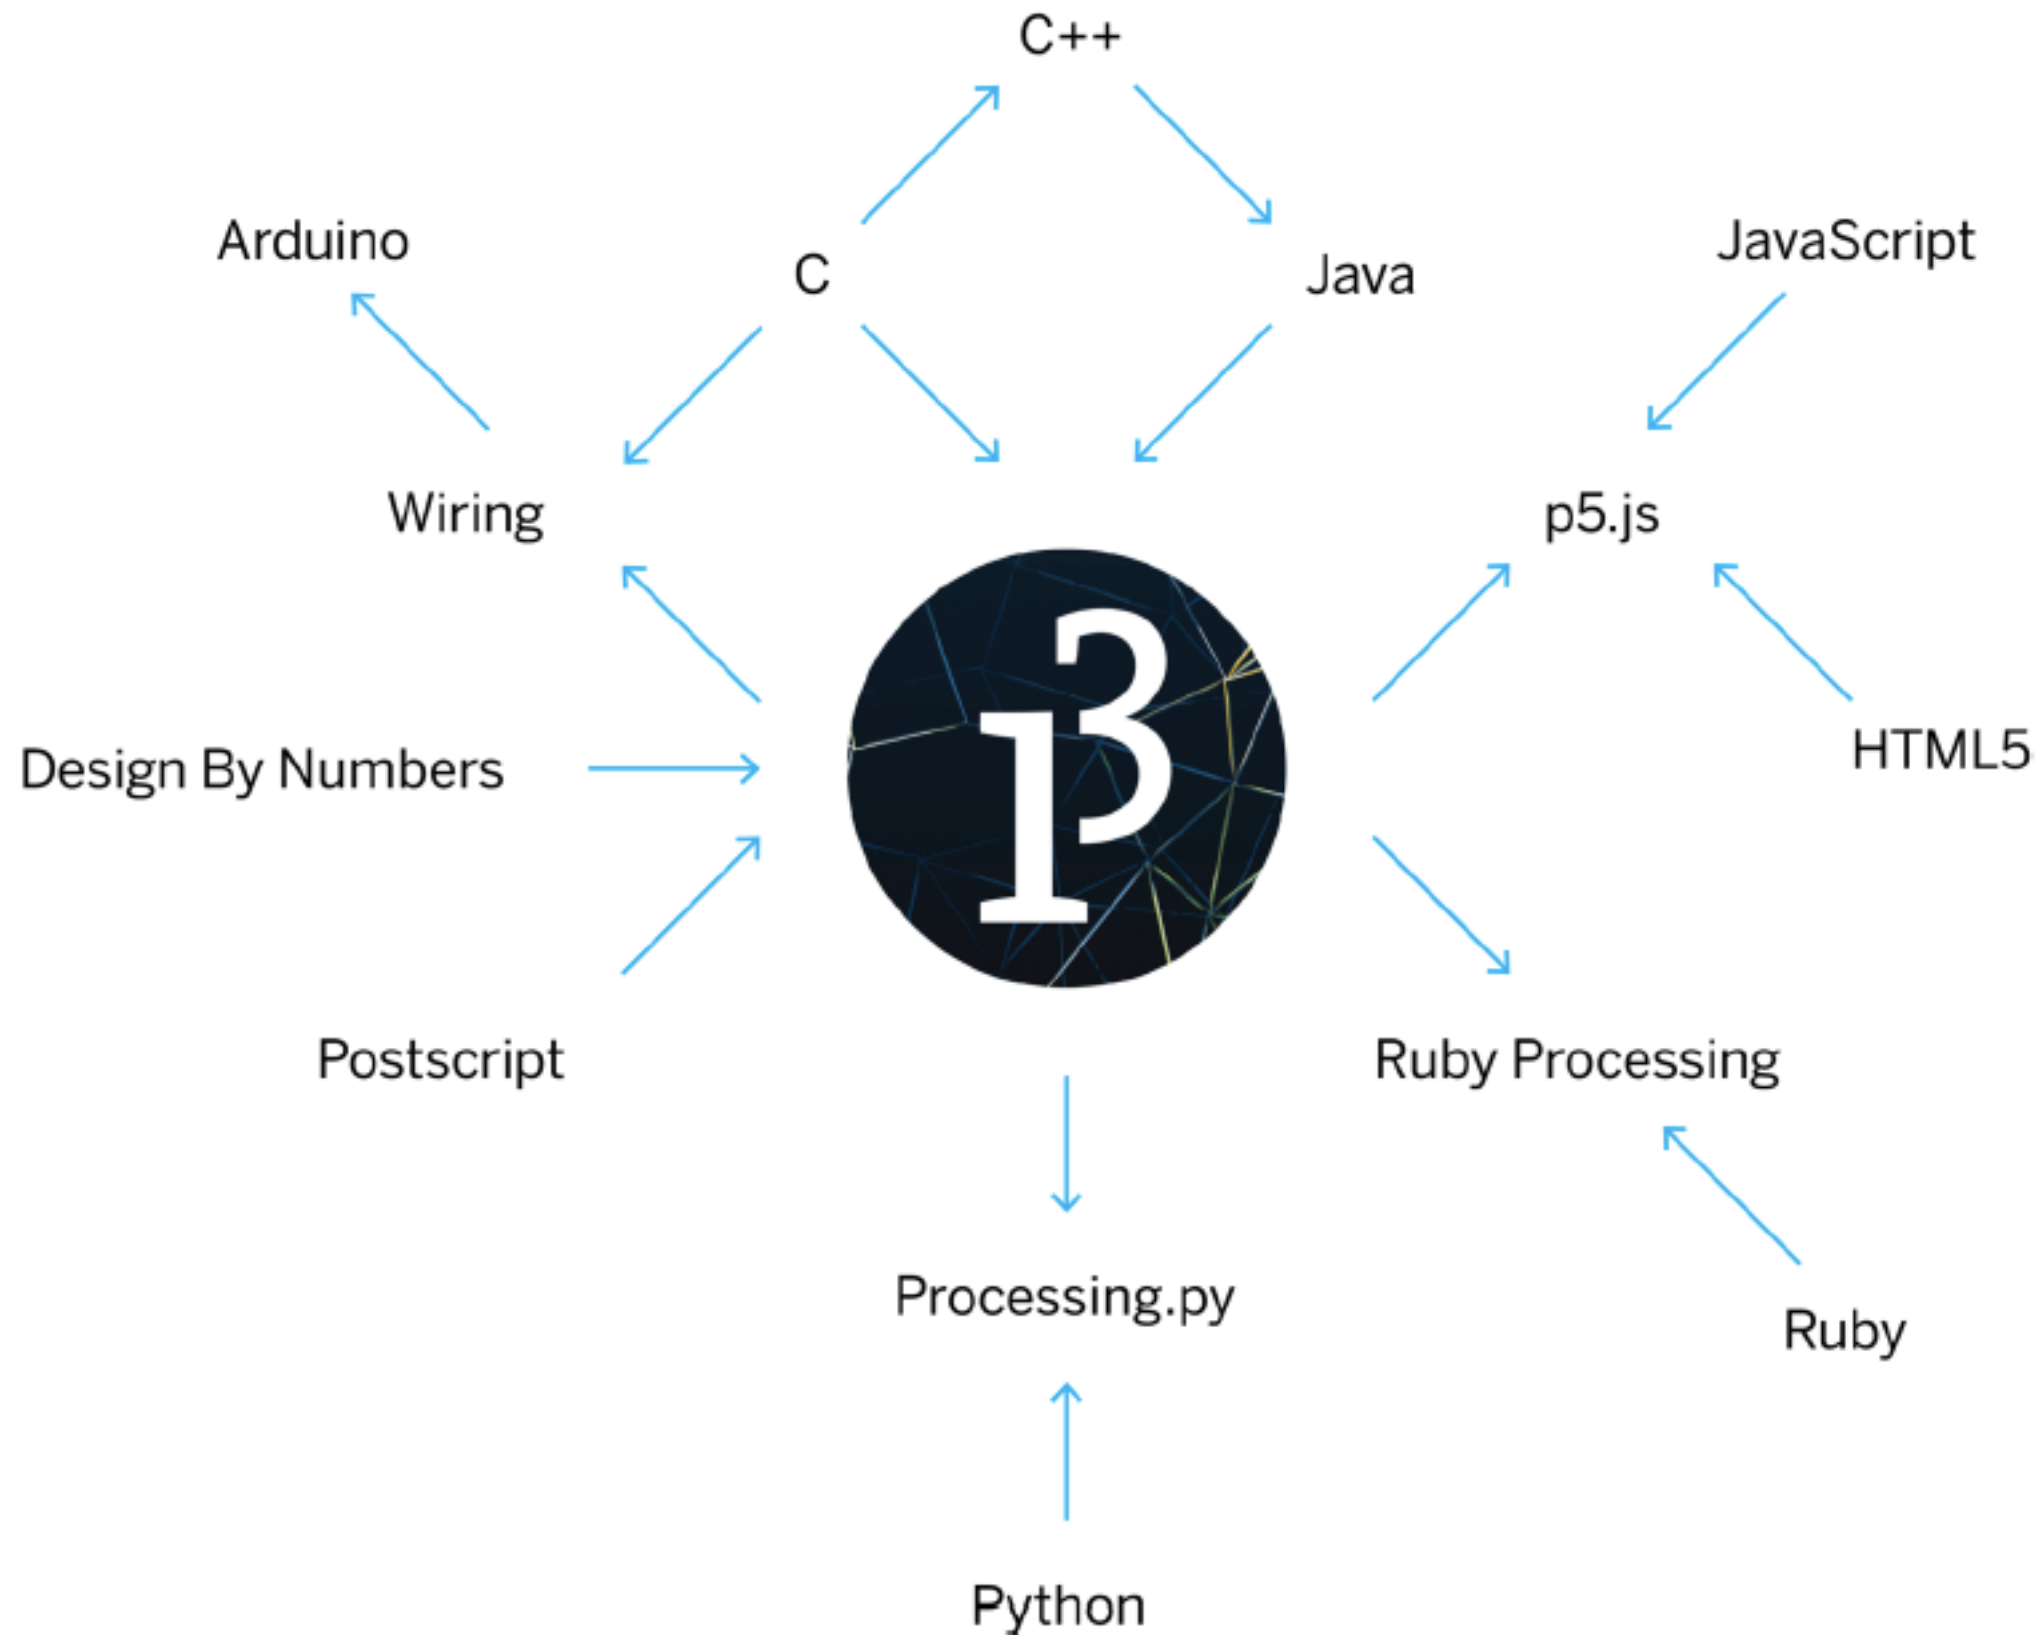 C++
Arduino
C
Java
JavaScript
Wiring
p5.js
Design By Numbers
HTML5
Postscript
Ruby Processing
Processing.py
Ruby
Python